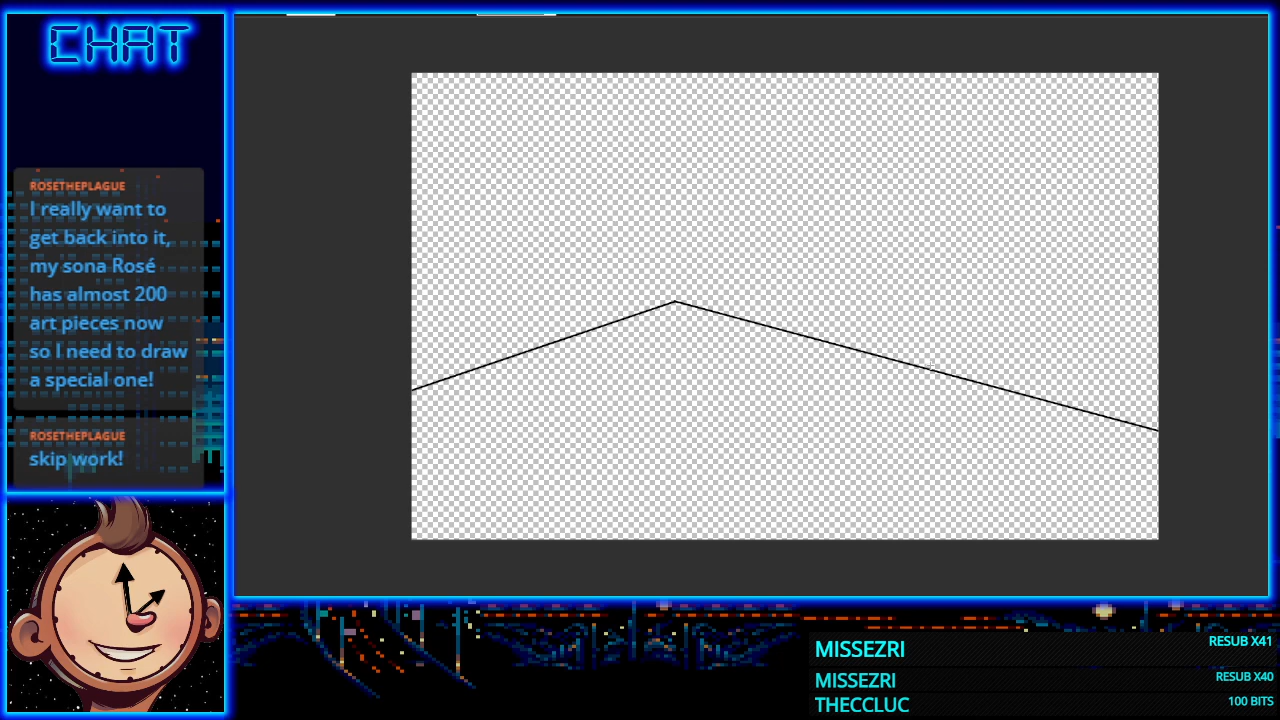 CHAT
ROSETHEPLAGUE
I really want to
get back into it,
my sona Rosé
has almost 200
art pieces now
so I need to draw
a special one!
ROSETHEPLAGUE
skip work!
MISSEZRI RESUB X41
MISSEZRI RESUB X40
THECCLUC 100 BITS